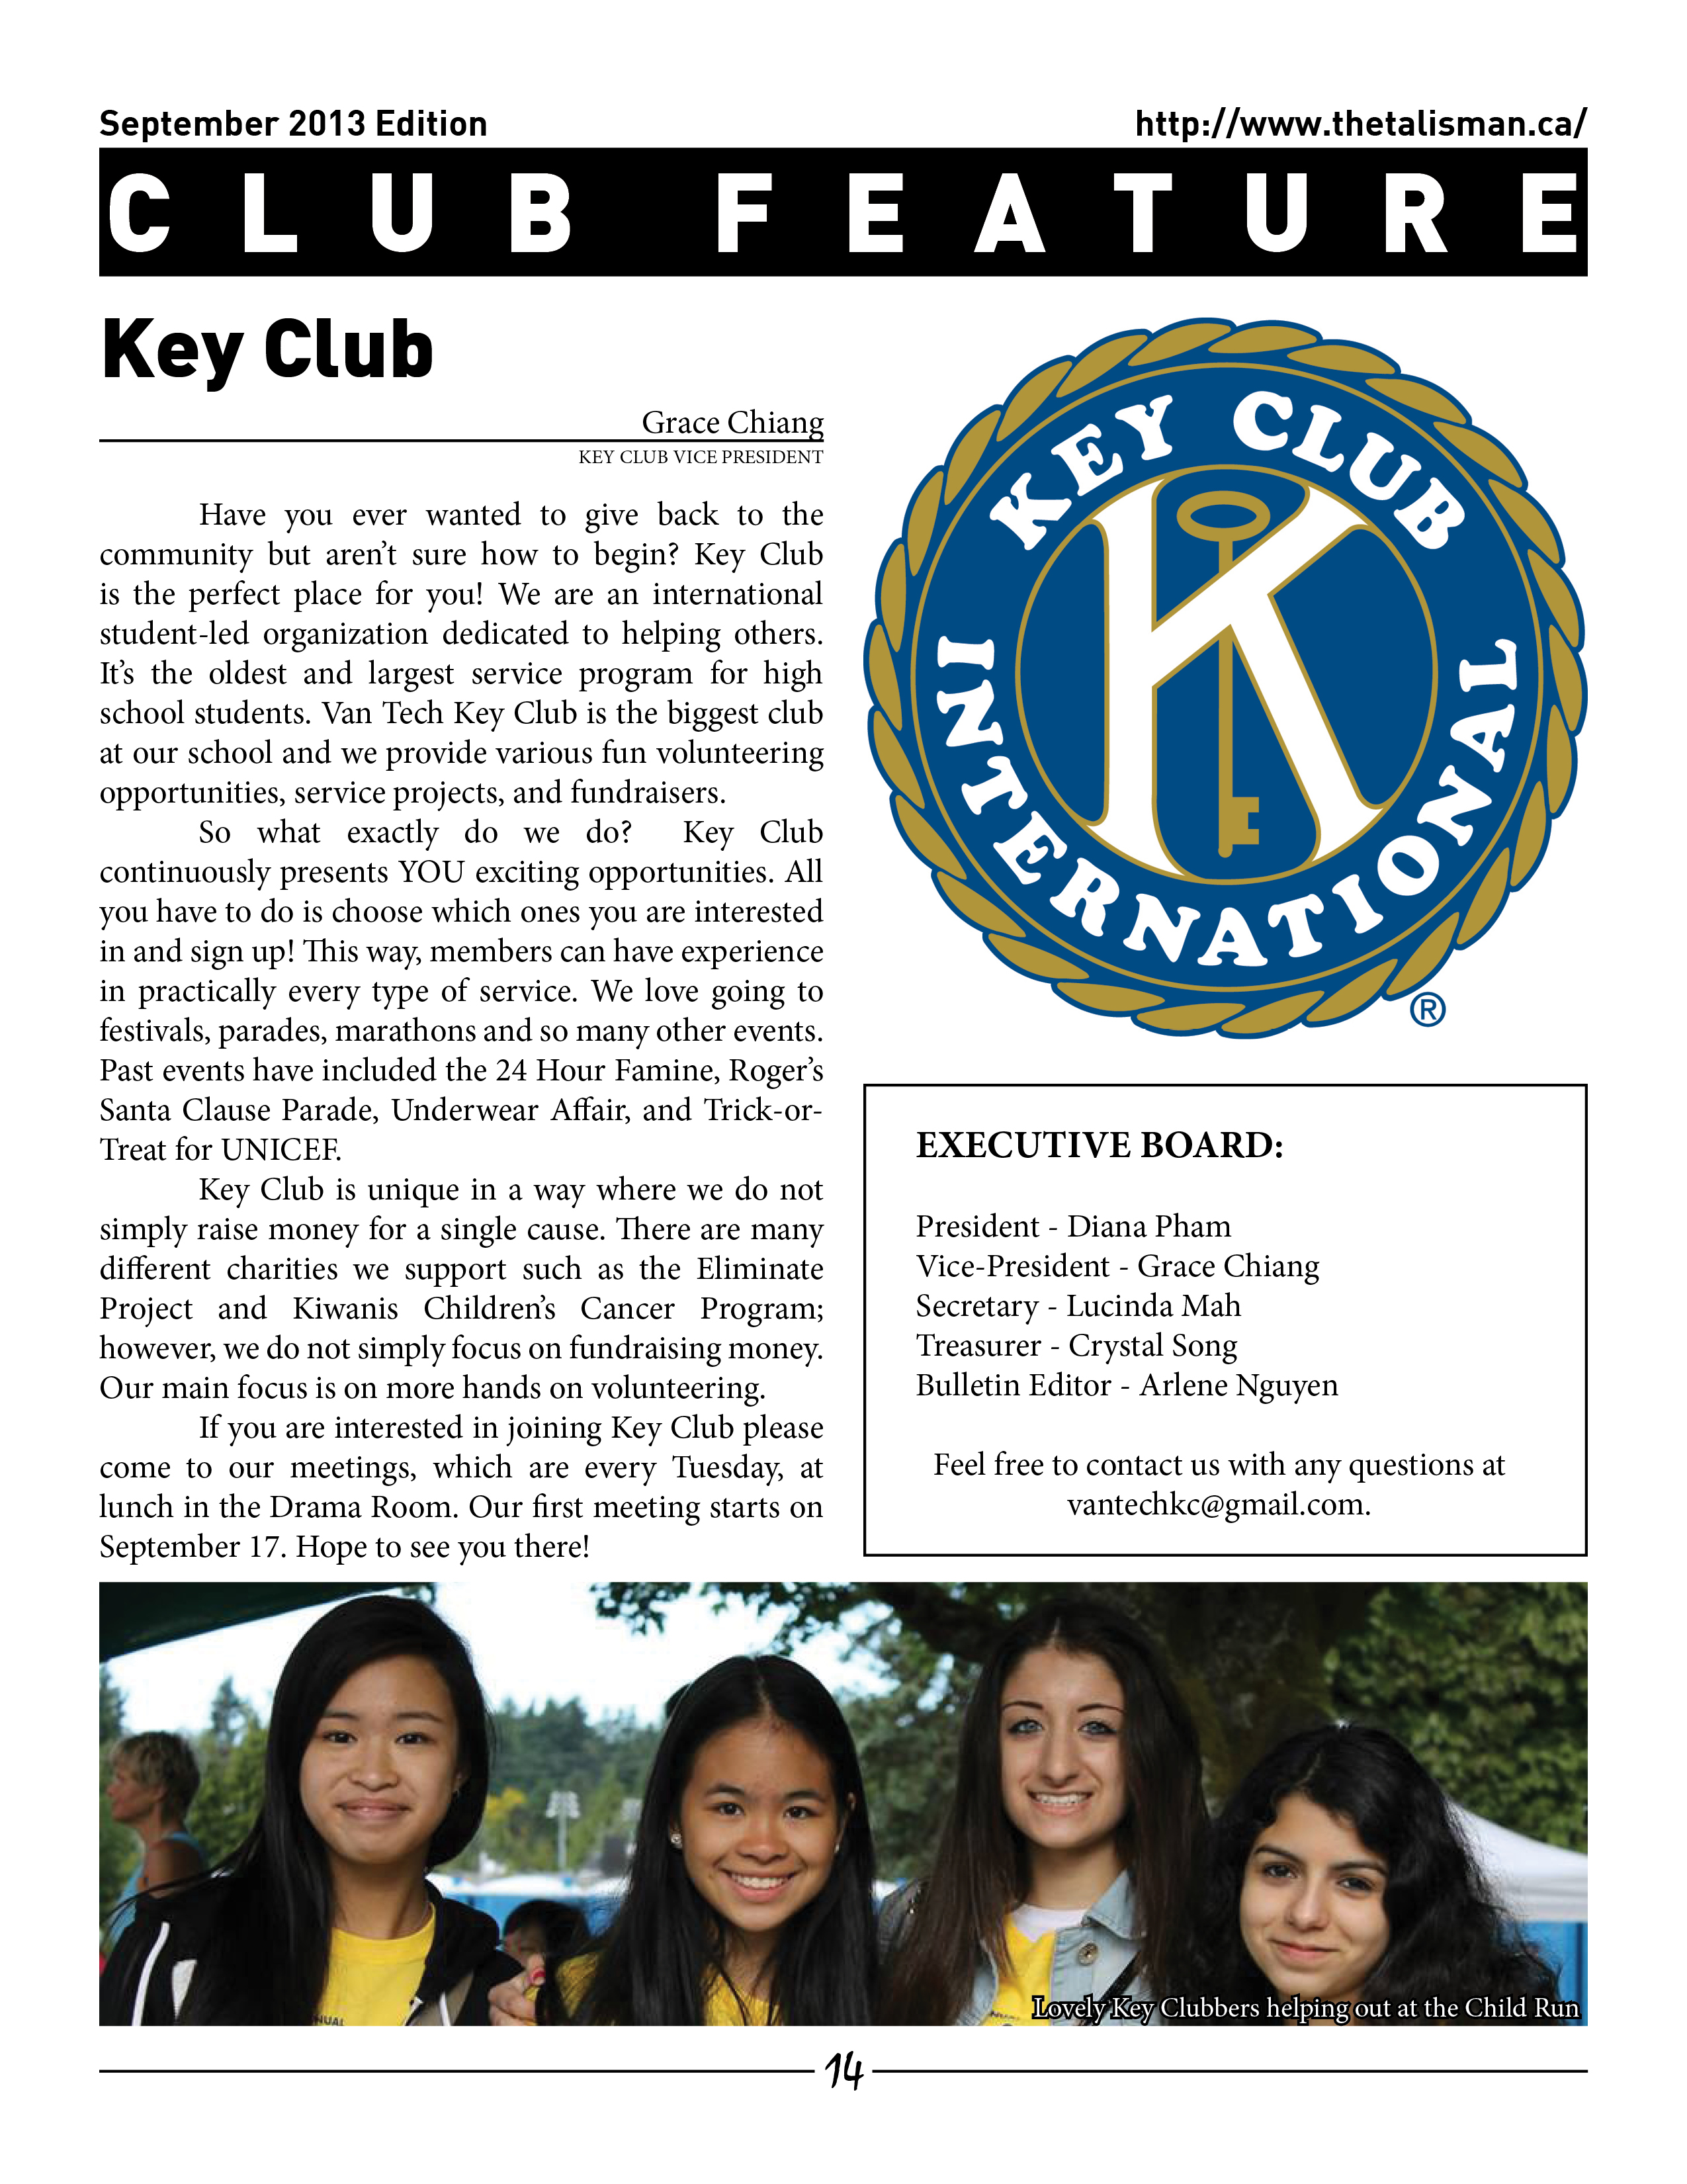 September 2013 Edition
http://www.thetalisman.ca/
CLUB FEATURE
Key Club
Grace Chiang
KEY CLUB VICE PRESIDENT
Have you ever wanted to give back to the
community but aren't sure how to begin? Key Club
is the perfect place for you! We are an international
student-led organization dedicated to helping others.
It's the oldest and largest service program for high
school students. Van Tech Key Club is the biggest club
at our school and we provide various fun volunteering
opportunities, service projects, and fundraisers.
So what exactly do we do? Key Club
continuously presents YOU exciting opportunities. All
you have to do is choose which ones you are interested
in and sign up! This way, members can have experience
in practically every type of service. We love going to
festivals, parades, marathons and so many other events.
Past events have included the 24 Hour Famine, Roger's
Santa Clause Parade, Underwear Affair, and Trick-or-
Treat for UNICEF.
Key Club is unique in a way where we do not
simply raise money for a single cause. There are many
different charities we support such as the Eliminate
Project and Kiwanis Children's Cancer Program;
however, we do not simply focus on fundraising money.
Our main focus is on more hands on volunteering.
If you are interested in joining Key Club please
come to our meetings, which are every Tuesday, at
lunch in the Drama Room. Our first meeting starts on
September 17. Hope to see you there!
KEY CLUB
INTERNATIONAL
K
®
EXECUTIVE BOARD:
President - Diana Pham
Vice-President - Grace Chiang
Secretary - Lucinda Mah
Treasurer - Crystal Song
Bulletin Editor - Arlene Nguyen
Feel free to contact us with any questions at
vantechkc@gmail.com.
Lovely Key Clubbers helping out at the Child Run
14